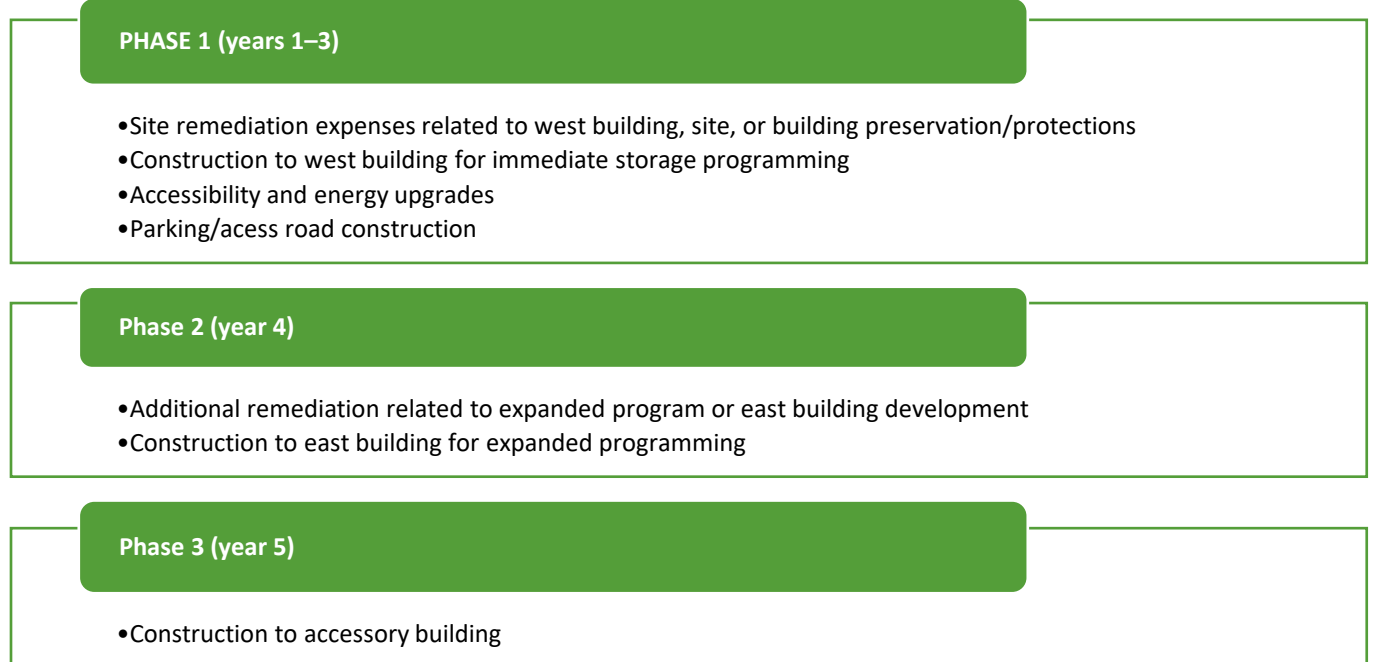 PHASE 1 (years 1–3)
•Site remediation expenses related to west building, site, or building preservation/protections
•Construction to west building for immediate storage programming
•Accessibility and energy upgrades
•Parking/acess road construction
Phase 2 (year 4)
•Additional remediation related to expanded program or east building development
•Construction to east building for expanded programming
Phase 3 (year 5)
•Construction to accessory building